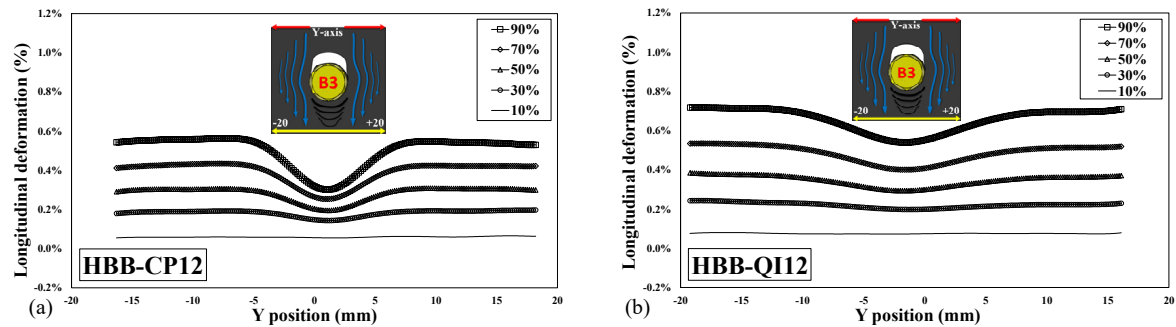 1.2%
1.0%
0.8%
0.6%
0.4%
0.2%
0.0%
-0.2%
Longitudinal deformation (%)
Y-axis
B3
-20 +20
90%
70%
50%
30%
10%
HBB-CP12
-20 -15 -10 -5 0 5 10 15 20
Y position (mm)
(a)
1.2%
1.0%
0.8%
0.6%
0.4%
0.2%
0.0%
-0.2%
Longitudinal deformation (%)
Y-axis
B3
-20 +20
90%
70%
50%
30%
10%
HBB-QI12
-20 -15 -10 -5 0 5 10 15 20
Y position (mm)
(b)